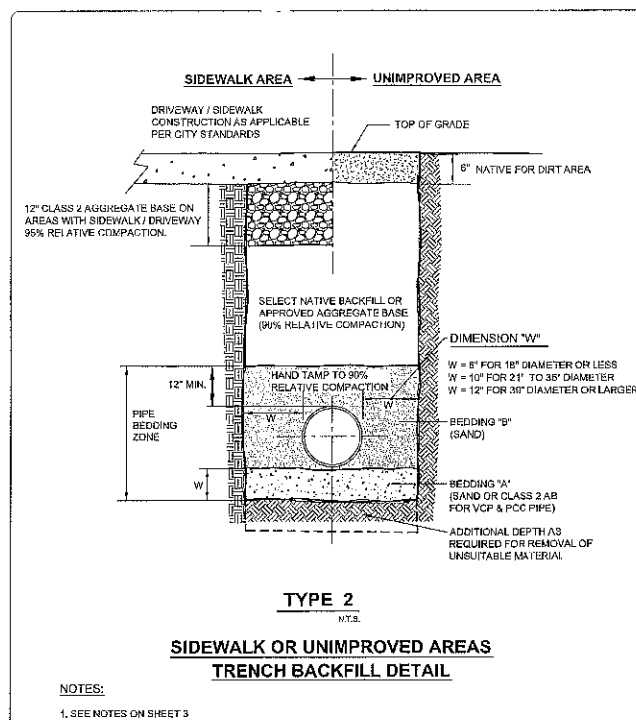 SIDEWALK AREA
UNIMPROVED AREA
DRIVEWAY / SIDEWALK
CONSTRUCTION AS APPLICABLE
PER CITY STANDARDS
TOP OF GRADE
6" NATIVE FOR DIRT AREA
12" CLASS 2 AGGREGATE BASE ON
AREAS WITH SIDEWALK / DRIVEWAY
95% RELATIVE COMPACTION.
SELECT NATIVE BACKFILL OR
APPROVED AGGREGATE BASE
(90% RELATIVE COMPACTION)
DIMENSION "W"
W = 6" FOR 18" DIAMETER OR LESS
W = 10" FOR 21" TO 36" DIAMETER
W = 12" FOR 39" DIAMETER OR LARGER
12" MIN.
HAND TAMP TO 90%
RELATIVE COMPACTION
W
W
PIPE
BEDDING
ZONE
BEDDING "B"
(SAND)
W
BEDDING "A"
(SAND OR CLASS 2 AB
FOR VCP & PCC PIPE)
ADDITIONAL DEPTH AS
REQUIRED FOR REMOVAL OF
UNSUITABLE MATERIAL
TYPE 2
N.T.S.
SIDEWALK OR UNIMPROVED AREAS
TRENCH BACKFILL DETAIL
NOTES:
1. SEE NOTES ON SHEET 3